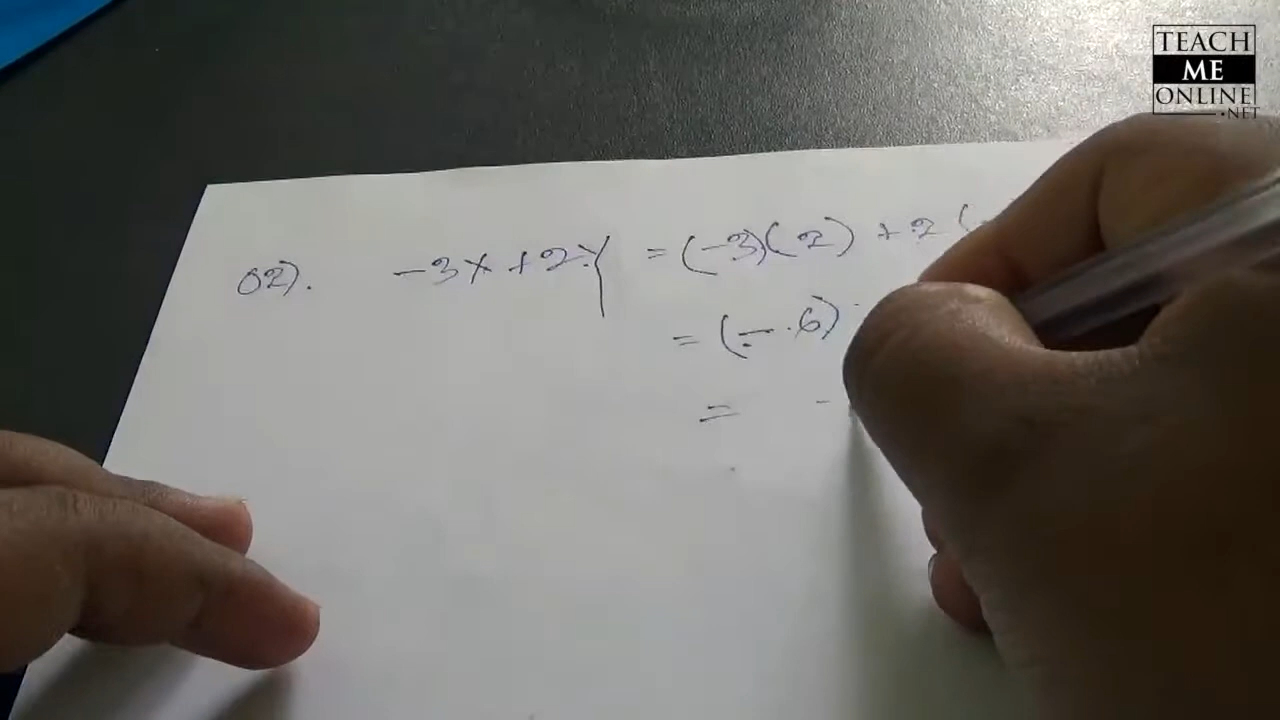 TEACH
ME
ONLINE
.NET
02). -3x + 2y = (-3)(2) + 2 (
= (- 6)
= -